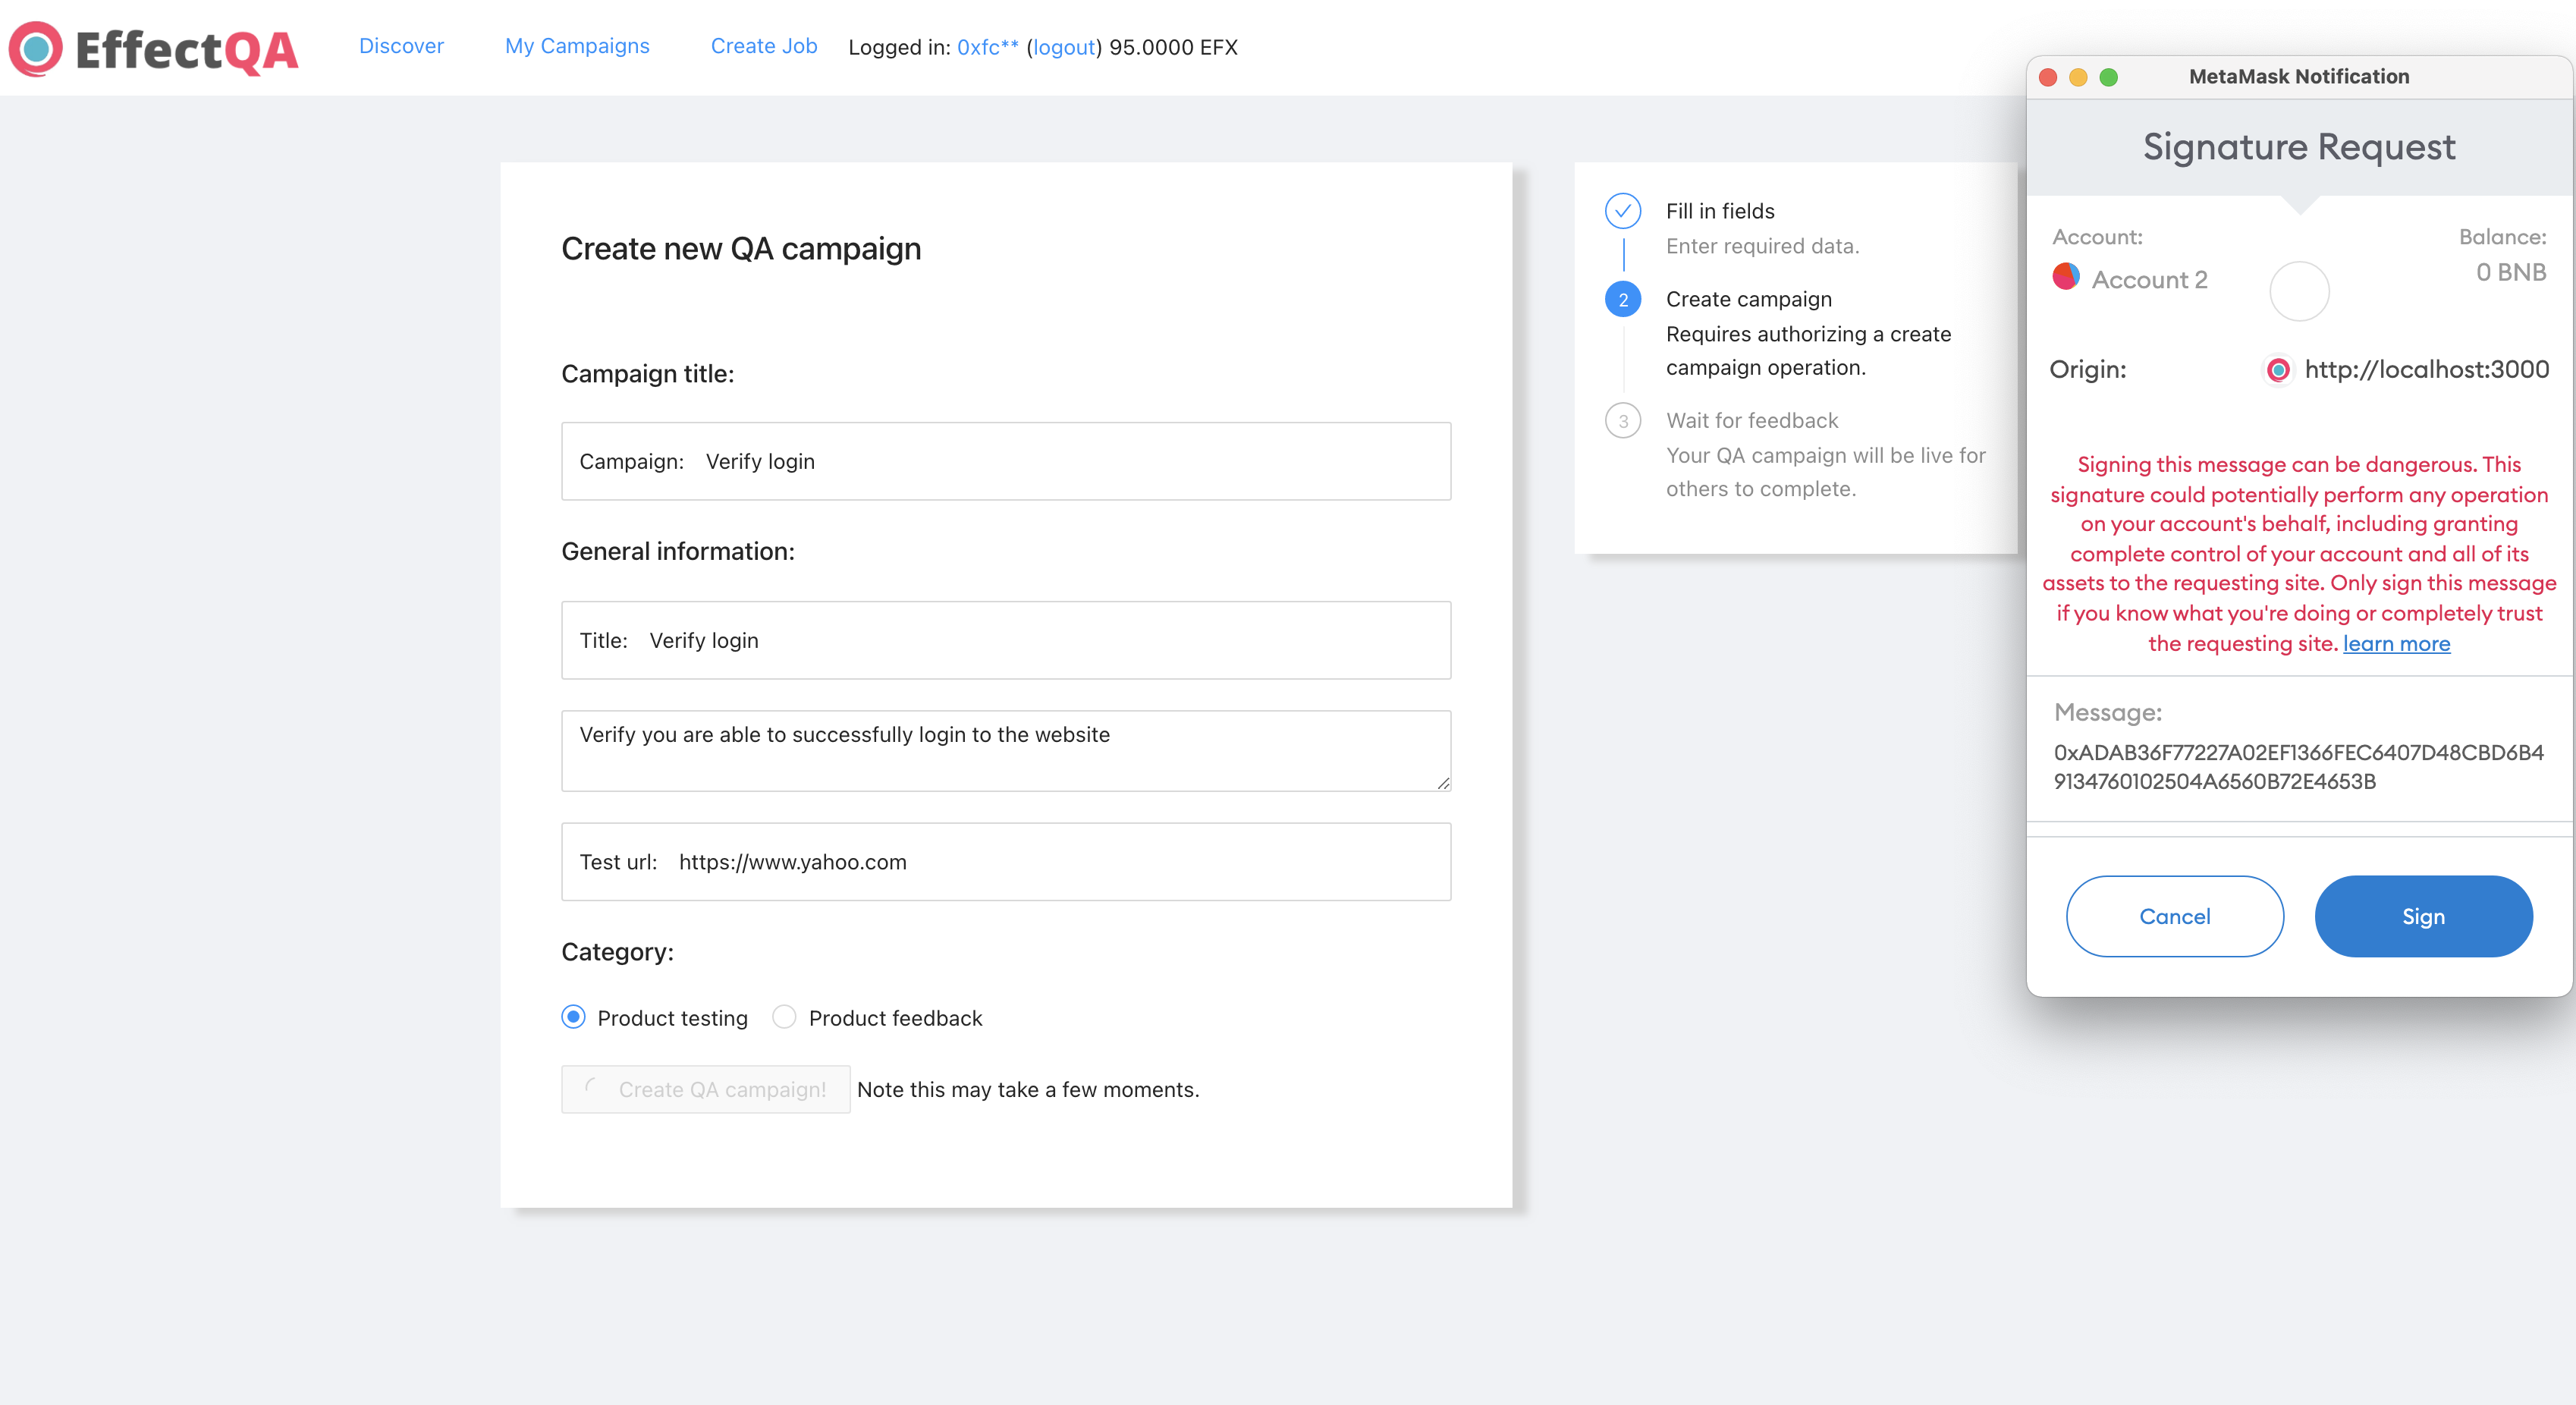 EffectQA
Discover
My Campaigns
Create Job
Logged in: 0xfc** (logout) 95.0000 EFX
Create new QA campaign
Campaign title:
Campaign: Verify login
General information:
Title: Verify login
Verify you are able to successfully login to the website
Test url: https://www.yahoo.com
Category:
Product testing
Product feedback
Create QA campaign!
Note this may take a few moments.
Fill in fields
Enter required data.
2
Create campaign
Requires authorizing a create
campaign operation.
3
Wait for feedback
Your QA campaign will be live for
others to complete.
MetaMask Notification
Signature Request
Account:
Account 2
Balance:
0 BNB
Origin:
http://localhost:3000
Signing this message can be dangerous. This
signature could potentially perform any operation
on your account's behalf, including granting
complete control of your account and all of its
assets to the requesting site. Only sign this message
if you know what you're doing or completely trust
the requesting site. learn more
Message:
0xADAB36F77227A02EF1366FEC6407D48CBD6B4
9134760102504A6560B72E4653B
Cancel
Sign